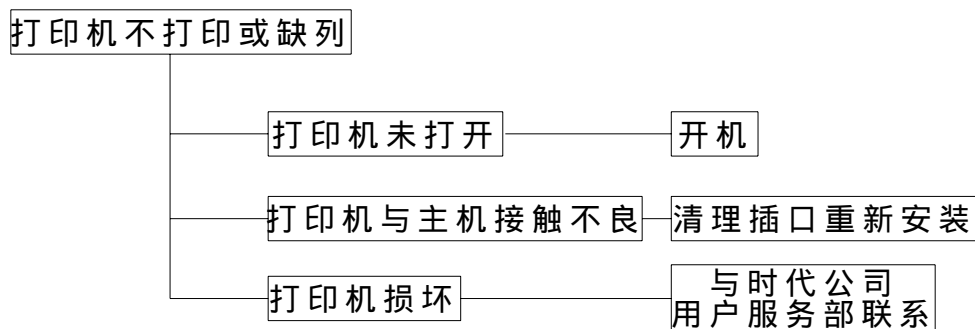 打印机不打印或缺列
打印机未打开
开机
打印机与主机接触不良
清理插口重新安装
打印机损坏
与时代公司
用户服务部联系